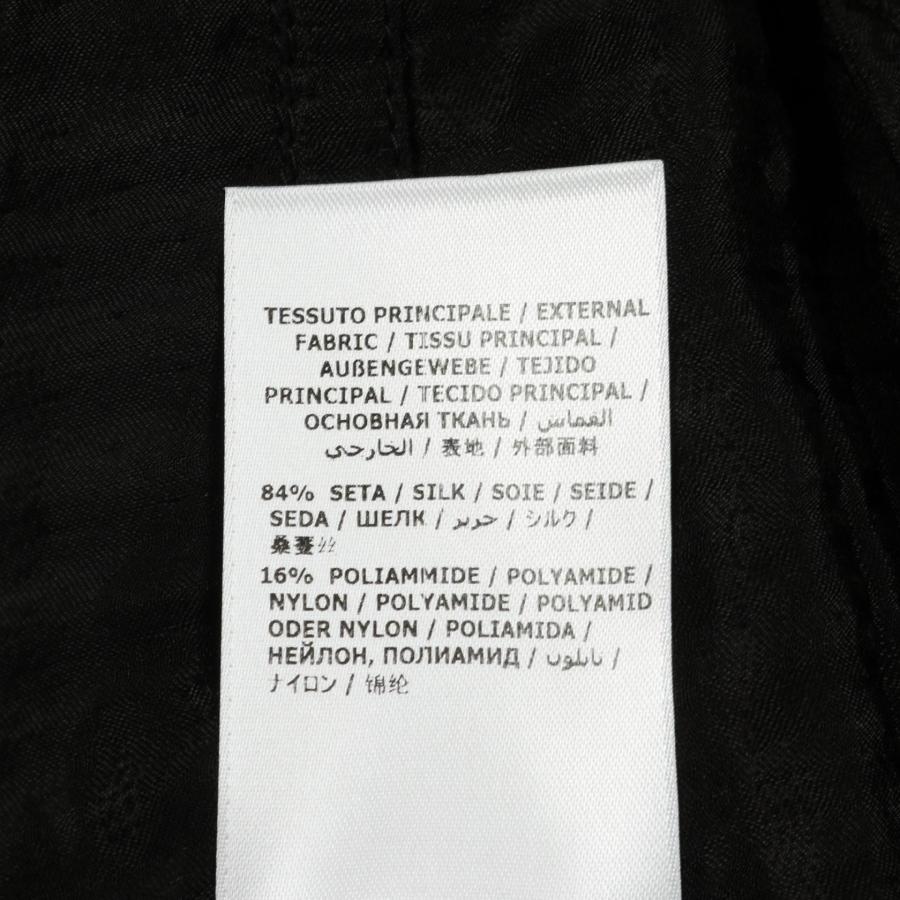 TESSUTO PRINCIPALE / EXTERNAL
FABRIC / TISSU PRINCIPAL /
AUßENGEWEBE / TEJIDO
PRINCIPAL / TECIDO PRINCIPAL /
ОСНОВНАЯ ТКАНЬ / القماش
الخارجي / 表地 / 外部面料
84% SETA / SILK / SOIE / SEIDE /
SEDA / ШЕЛК / حرير / シルク /
桑蚕丝
16% POLIAMMIDE / POLYAMIDE /
NYLON / POLYAMIDE / POLYAMID
ODER NYLON / POLIAMIDA /
НЕЙЛОН, ПОЛИАМИД / نايلون /
ナイロン / 锦纶